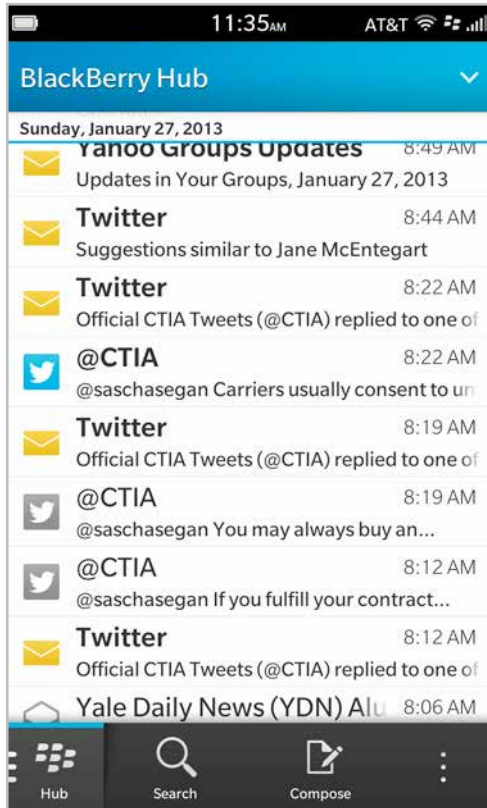 11:35AM AT&T
BlackBerry Hub
Sunday, January 27, 2013
Yahoo Groups Updates 8:49 AM
Updates in Your Groups, January 27, 2013
Twitter 8:44 AM
Suggestions similar to Jane McEntegart
Twitter 8:22 AM
Official CTIA Tweets (@CTIA) replied to one of
@CTIA 8:22 AM
@saschasegan Carriers usually consent to un
Twitter 8:19 AM
Official CTIA Tweets (@CTIA) replied to one of
@CTIA 8:19 AM
@saschasegan You may always buy an...
@CTIA 8:12 AM
@saschasegan If you fulfill your contract...
Twitter 8:12 AM
Official CTIA Tweets (@CTIA) replied to one of
Yale Daily News (YDN) Alu 8:06 AM
Hub Search Compose